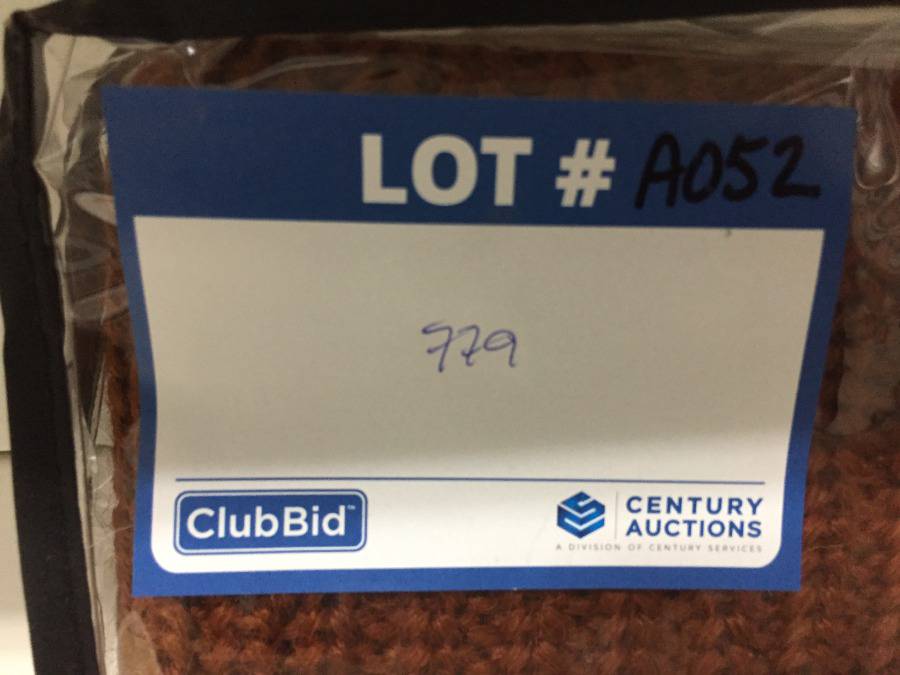 LOT # A052
779
ClubBid™
CENTURY
AUCTIONS
A DIVISION OF CENTURY SERVICES